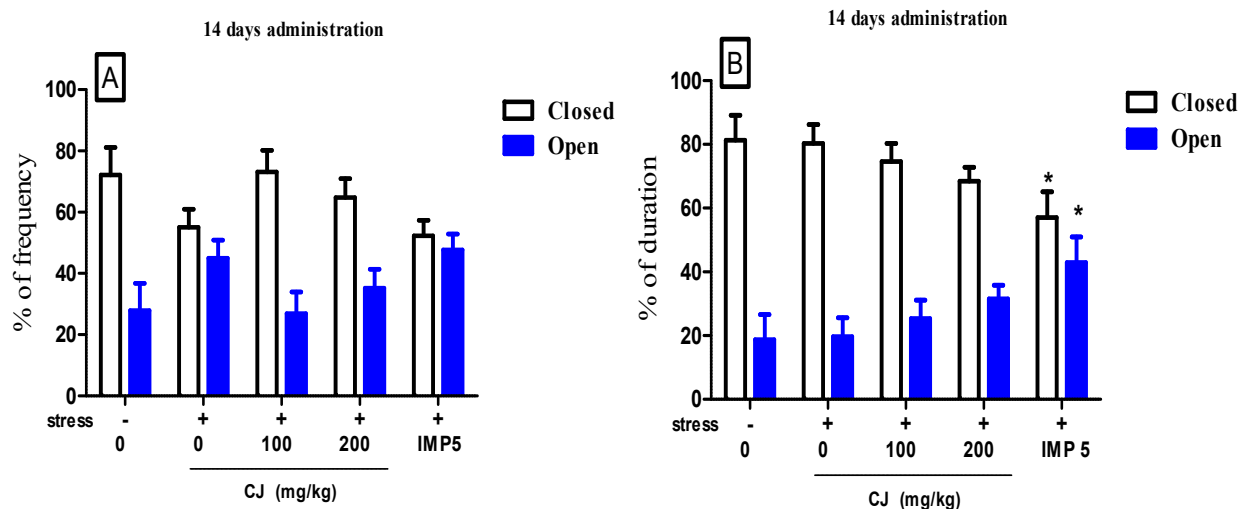 14 days administration
A
100
80
60
40
20
0
% of frequency
Closed
Open
stress - + + + +
0 0 100 200 IMP5
CJ (mg/kg)
14 days administration
B
100
80
60
40
20
0
% of duration
Closed
Open
* *
stress - + + + +
0 0 100 200 IMP 5
CJ (mg/kg)